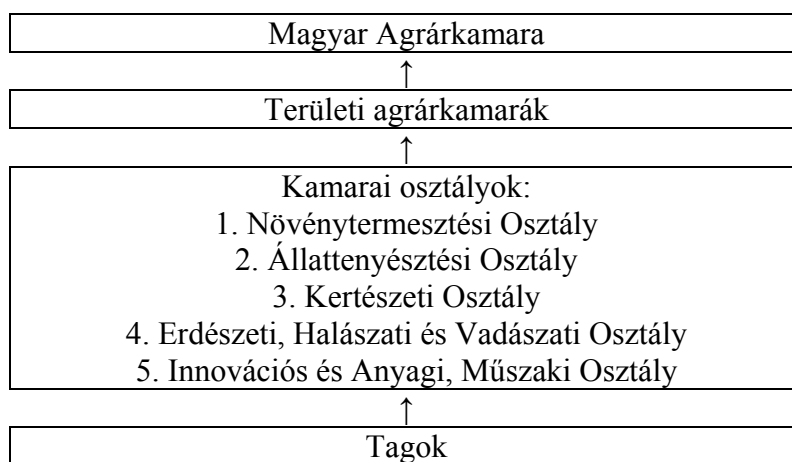 Magyar Agrárkamara
↑
Területi agrárkamarák
↑
Kamarai osztályok:
1. Növénytermesztési Osztály
2. Állattenyésztési Osztály
3. Kertészeti Osztály
4. Erdészeti, Halászati és Vadászati Osztály
5. Innovációs és Anyagi, Műszaki Osztály
↑
Tagok